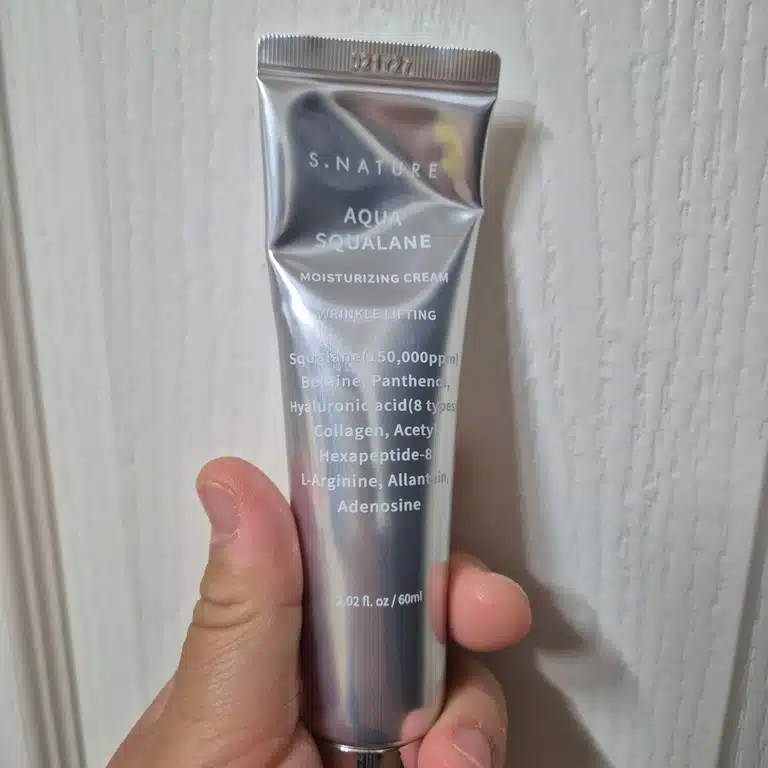 S.NATURE
AQUA
SQUALANE
MOISTURIZING CREAM
WRINKLE LIFTING
Squalane(150,000ppm)
Betaine, Panthenol,
Hyaluronic acid(8 types)
Collagen, Acetyl
Hexapeptide-8
L-Arginine, Allantoin,
Adenosine
2.02 fl. oz / 60ml